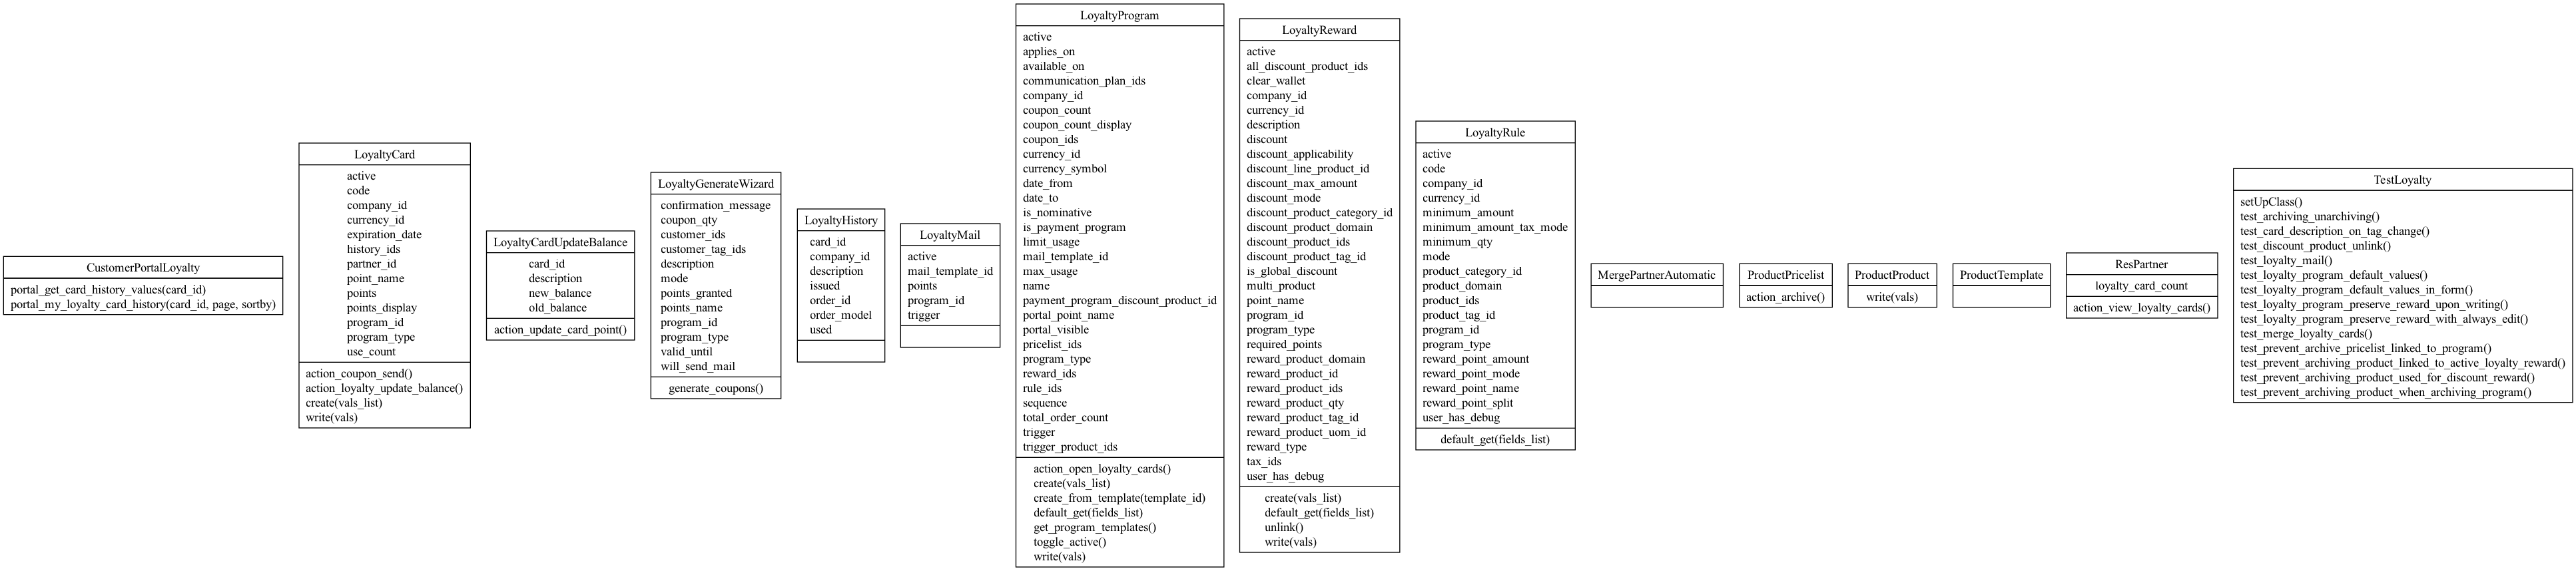 CustomerPortalLoyalty
portal_get_card_history_values(card_id)
portal_my_loyalty_card_history(card_id, page, sortby)
LoyaltyCard
active
code
company_id
currency_id
expiration_date
history_ids
partner_id
point_name
points
points_display
program_id
program_type
use_count
action_coupon_send()
action_loyalty_update_balance()
create(vals_list)
write(vals)
LoyaltyCardUpdateBalance
card_id
description
new_balance
old_balance
action_update_card_point()
LoyaltyGenerateWizard
confirmation_message
coupon_qty
customer_ids
customer_tag_ids
description
mode
points_granted
points_name
program_id
program_type
valid_until
will_send_mail
generate_coupons()
LoyaltyHistory
card_id
company_id
description
issued
order_id
order_model
used
LoyaltyMail
active
mail_template_id
points
program_id
trigger
LoyaltyProgram
active
applies_on
available_on
communication_plan_ids
company_id
coupon_count
coupon_count_display
coupon_ids
currency_id
currency_symbol
date_from
date_to
is_nominative
is_payment_program
limit_usage
mail_template_id
max_usage
name
payment_program_discount_product_id
portal_point_name
portal_visible
pricelist_ids
program_type
reward_ids
rule_ids
sequence
total_order_count
trigger
trigger_product_ids
action_open_loyalty_cards()
create(vals_list)
create_from_template(template_id)
default_get(fields_list)
get_program_templates()
toggle_active()
write(vals)
LoyaltyReward
active
all_discount_product_ids
clear_wallet
company_id
currency_id
description
discount
discount_applicability
discount_line_product_id
discount_max_amount
discount_mode
discount_product_category_id
discount_product_domain
discount_product_ids
discount_product_tag_id
is_global_discount
multi_product
point_name
program_id
program_type
required_points
reward_product_domain
reward_product_id
reward_product_ids
reward_product_qty
reward_product_tag_id
reward_product_uom_id
reward_type
tax_ids
user_has_debug
create(vals_list)
default_get(fields_list)
unlink()
write(vals)
LoyaltyRule
active
code
company_id
currency_id
minimum_amount
minimum_amount_tax_mode
minimum_qty
mode
product_category_id
product_domain
product_ids
product_tag_id
program_id
program_type
reward_point_amount
reward_point_mode
reward_point_name
reward_point_split
user_has_debug
default_get(fields_list)
MergePartnerAutomatic
ProductPricelist
action_archive()
ProductProduct
write(vals)
ProductTemplate
ResPartner
loyalty_card_count
action_view_loyalty_cards()
TestLoyalty
setUpClass()
test_archiving_unarchiving()
test_card_description_on_tag_change()
test_discount_product_unlink()
test_loyalty_mail()
test_loyalty_program_default_values()
test_loyalty_program_default_values_in_form()
test_loyalty_program_preserve_reward_upon_writing()
test_loyalty_program_preserve_reward_with_always_edit()
test_merge_loyalty_cards()
test_prevent_archive_pricelist_linked_to_program()
test_prevent_archiving_product_linked_to_active_loyalty_reward()
test_prevent_archiving_product_used_for_discount_reward()
test_prevent_archiving_product_when_archiving_program()